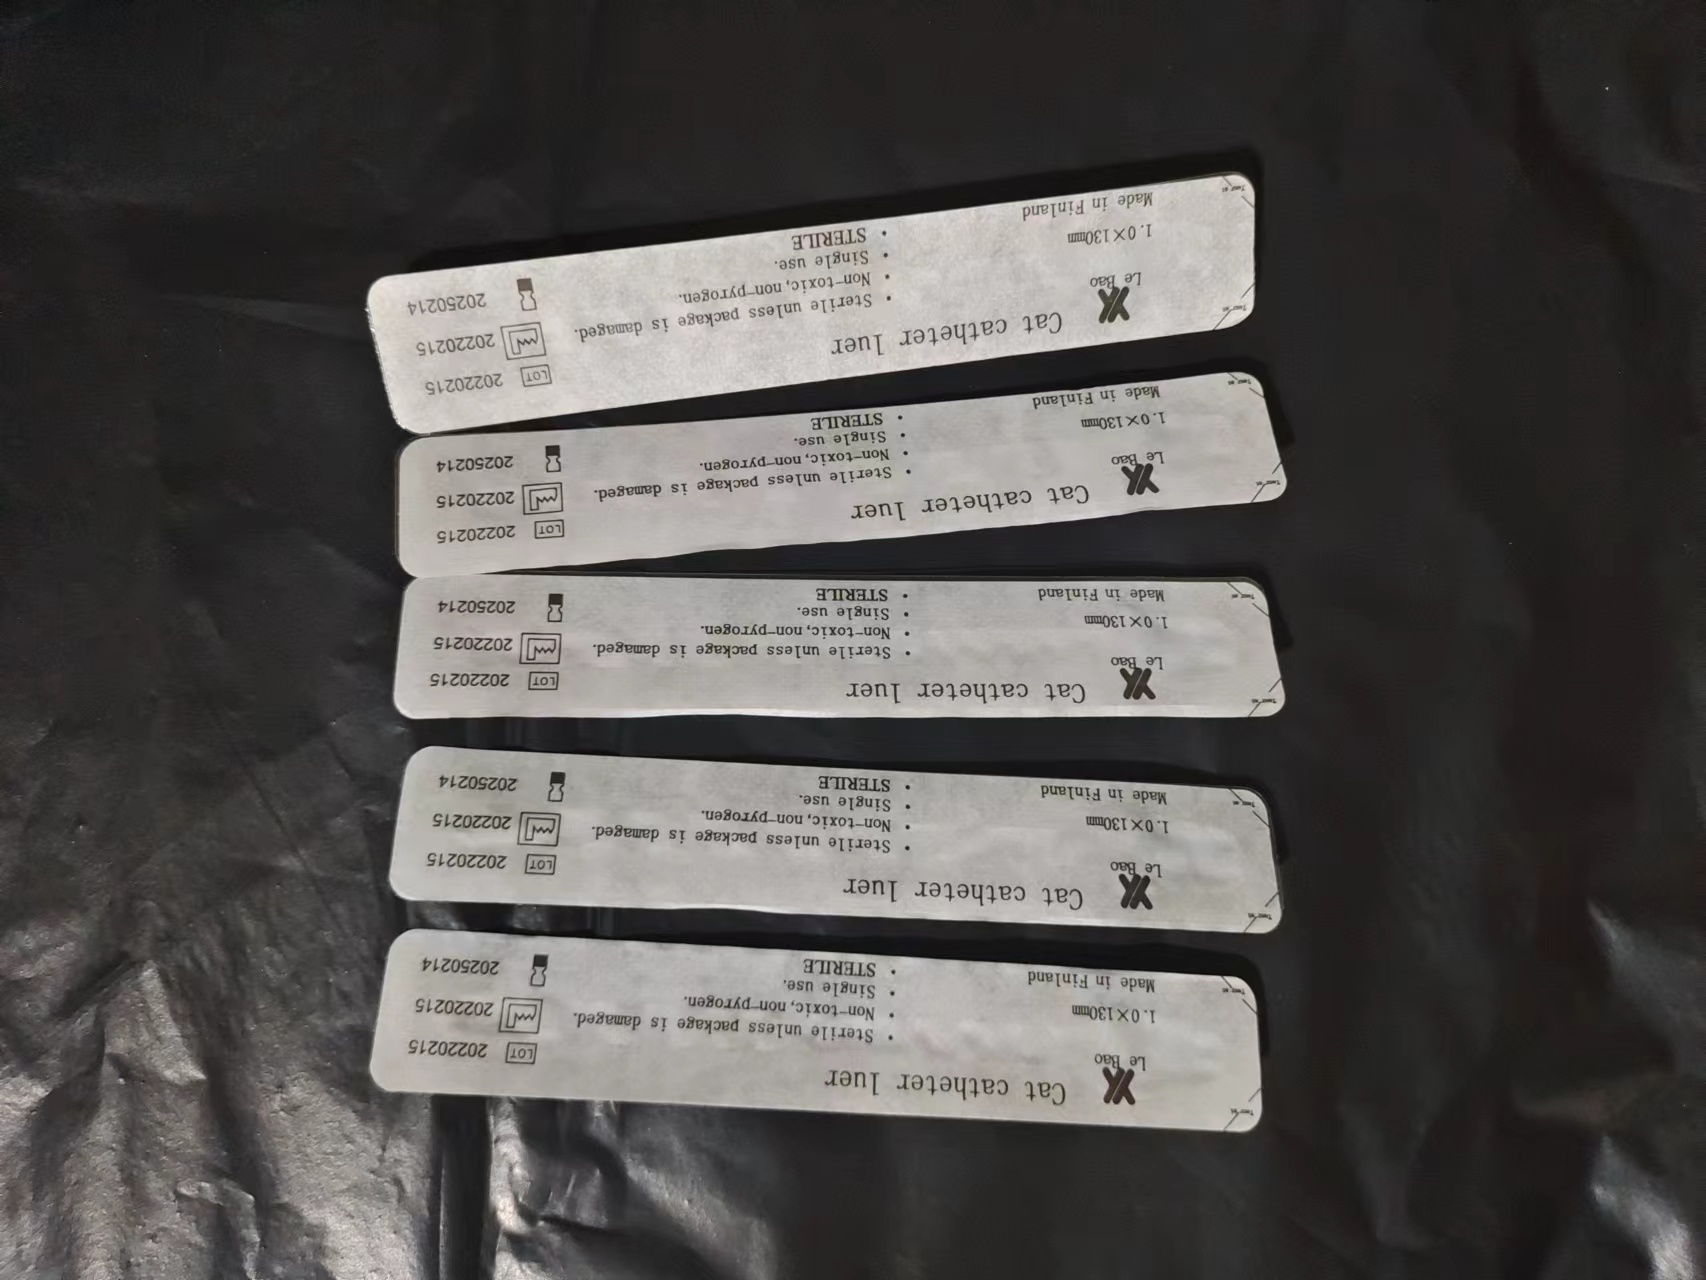 Cat catheter luer
Le Bao
• Sterile unless package is damaged.
• Non-toxic, non-pyrogen.
• Single use.
• STERILE
1.0×130mm
Made in Finland
LOT 20220215
20220215
20250214
Cat catheter luer
Le Bao
• Sterile unless package is damaged.
• Non-toxic, non-pyrogen.
• Single use.
• STERILE
1.0×130mm
Made in Finland
LOT 20220215
20220215
20250214
Cat catheter luer
Le Bao
• Sterile unless package is damaged.
• Non-toxic, non-pyrogen.
• Single use.
• STERILE
1.0×130mm
Made in Finland
LOT 20220215
20220215
20250214
Cat catheter luer
Le Bao
• Sterile unless package is damaged.
• Non-toxic, non-pyrogen.
• Single use.
• STERILE
1.0×130mm
Made in Finland
LOT 20220215
20220215
20250214
Cat catheter luer
Le Bao
• Sterile unless package is damaged.
• Non-toxic, non-pyrogen.
• Single use.
• STERILE
1.0×130mm
Made in Finland
LOT 20220215
20220215
20250214